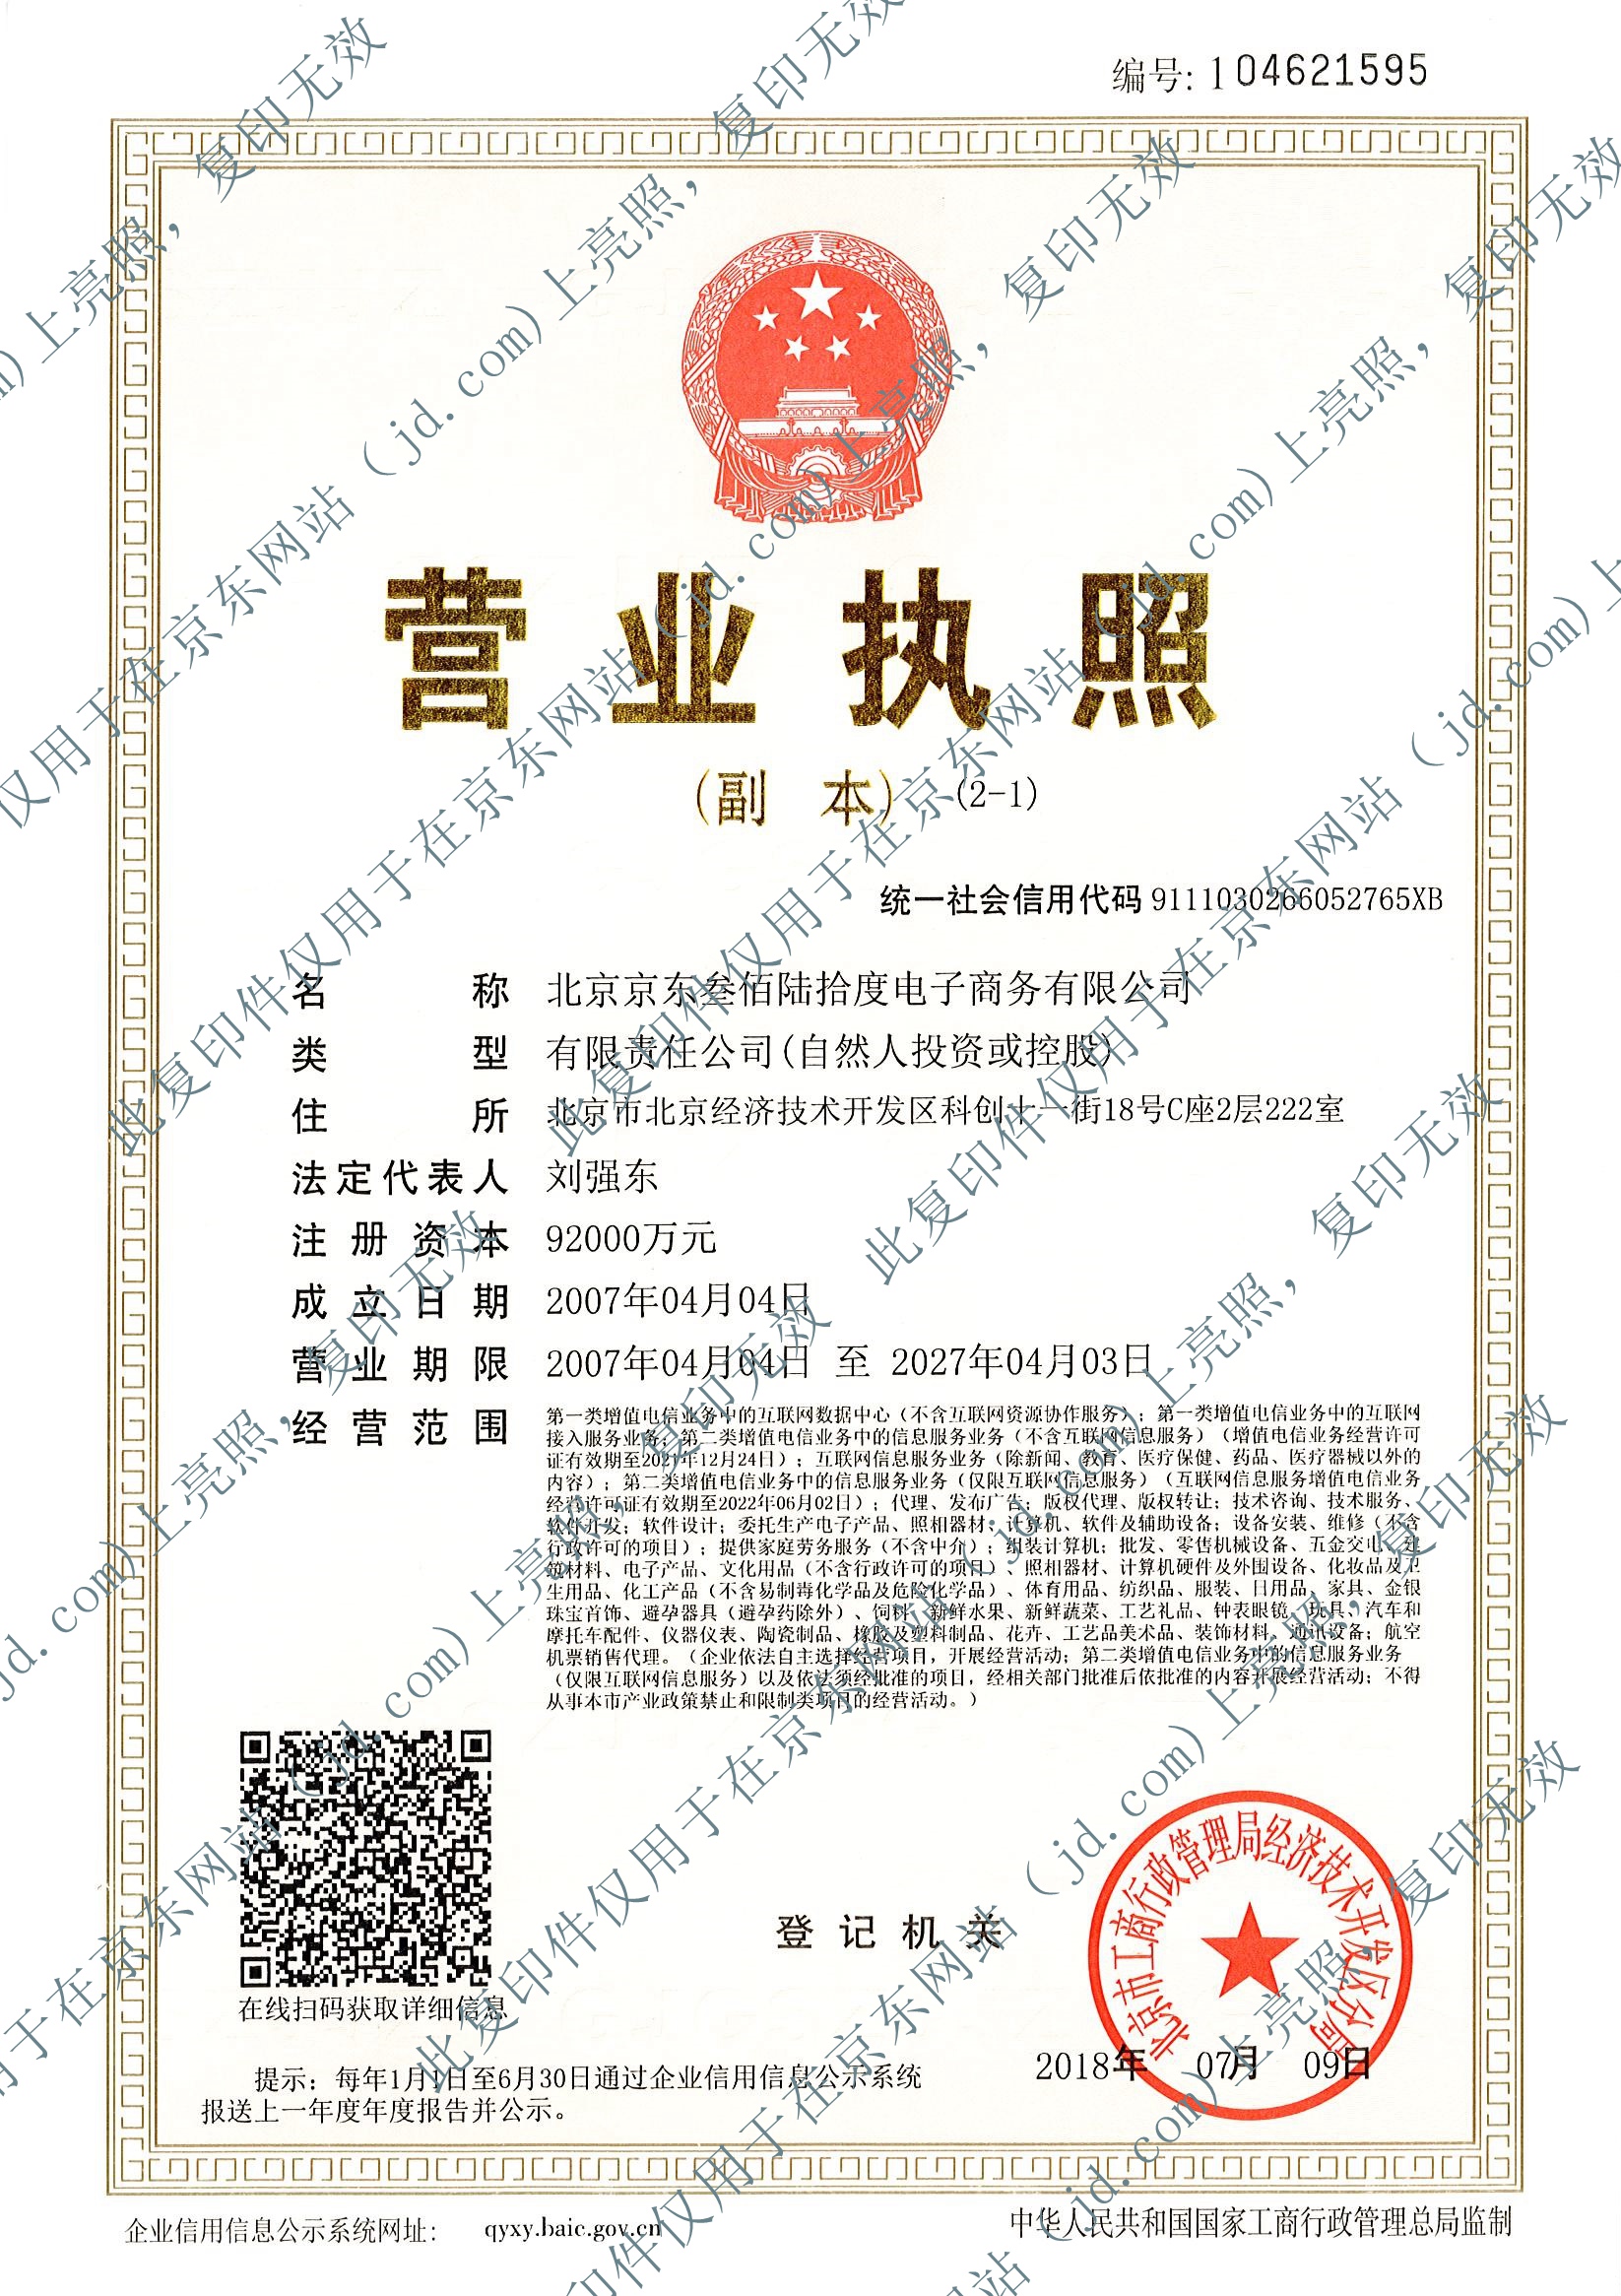 编号: 104621595
营业执照
(副 本) (2-1)
统一社会信用代码 91110302660527​65XB
名 称 北京京东叁佰陆拾度电子商务有限公司
类 型 有限责任公司(自然人投资或控股)
住 所 北京市北京经济技术开发区科创十一街18号C座2层222室
法定代表人 刘强东
注册资本 92000万元
成立日期 2007年04月04日
营业期限 2007年04月04日 至 2027年04月03日
经营范围 第一类增值电信业务中的互联网数据中心（不含互联网资源协作服务）；第一类增值电信业务中的互联网
接入服务业务；第二类增值电信业务中的信息服务业务（不含互联网信息服务）（增值电信业务经营许可
证有效期至2021年12月24日）；互联网信息服务业务（除新闻、教育、医疗保健、药品、医疗器械以外的
内容）；第二类增值电信业务中的信息服务业务（仅限互联网信息服务）（互联网信息服务增值电信业务
经营许可证有效期至2022年06月02日）；代理、发布广告；版权代理、版权转让；技术咨询、技术服务、
软件开发；软件设计；委托生产电子产品、照相器材、计算机、软件及辅助设备；设备安装、维修（不含
行政许可的项目）；提供家庭劳务服务（不含中介）；组装计算机；批发、零售机械设备、五金交电、建
筑材料、电子产品、文化用品（不含行政许可的项目）、照相器材、计算机硬件及外围设备、化妆品及卫
生用品、化工产品（不含易制毒化学品及危险化学品）、体育用品、纺织品、服装、日用品、家具、金银
珠宝首饰、避孕器具（避孕药除外）、饲料、新鲜水果、新鲜蔬菜、工艺礼品、钟表眼镜、玩具、汽车和
摩托车配件、仪器仪表、陶瓷制品、橡胶及塑料制品、花卉、工艺品美术品、装饰材料、通讯设备；航空
机票销售代理。（企业依法自主选择经营项目，开展经营活动；第二类增值电信业务中的信息服务业务
（仅限互联网信息服务）以及依法须经批准的项目，经相关部门批准后依批准的内容开展经营活动；不得
从事本市产业政策禁止和限制类项目的经营活动。）
在线扫码获取详细信息
登记机关
北京市工商行政管理局经济技术开发区分局
2018年 07月 09日
提示：每年1月1日至6月30日通过企业信用信息公示系统
报送上一年度年度报告并公示。
企业信用信息公示系统网址： qyxy.baic.gov.cn
中华人民共和国国家工商行政管理总局监制
此复印件仅用于在京东网站（jd.com)上亮照，复印无效